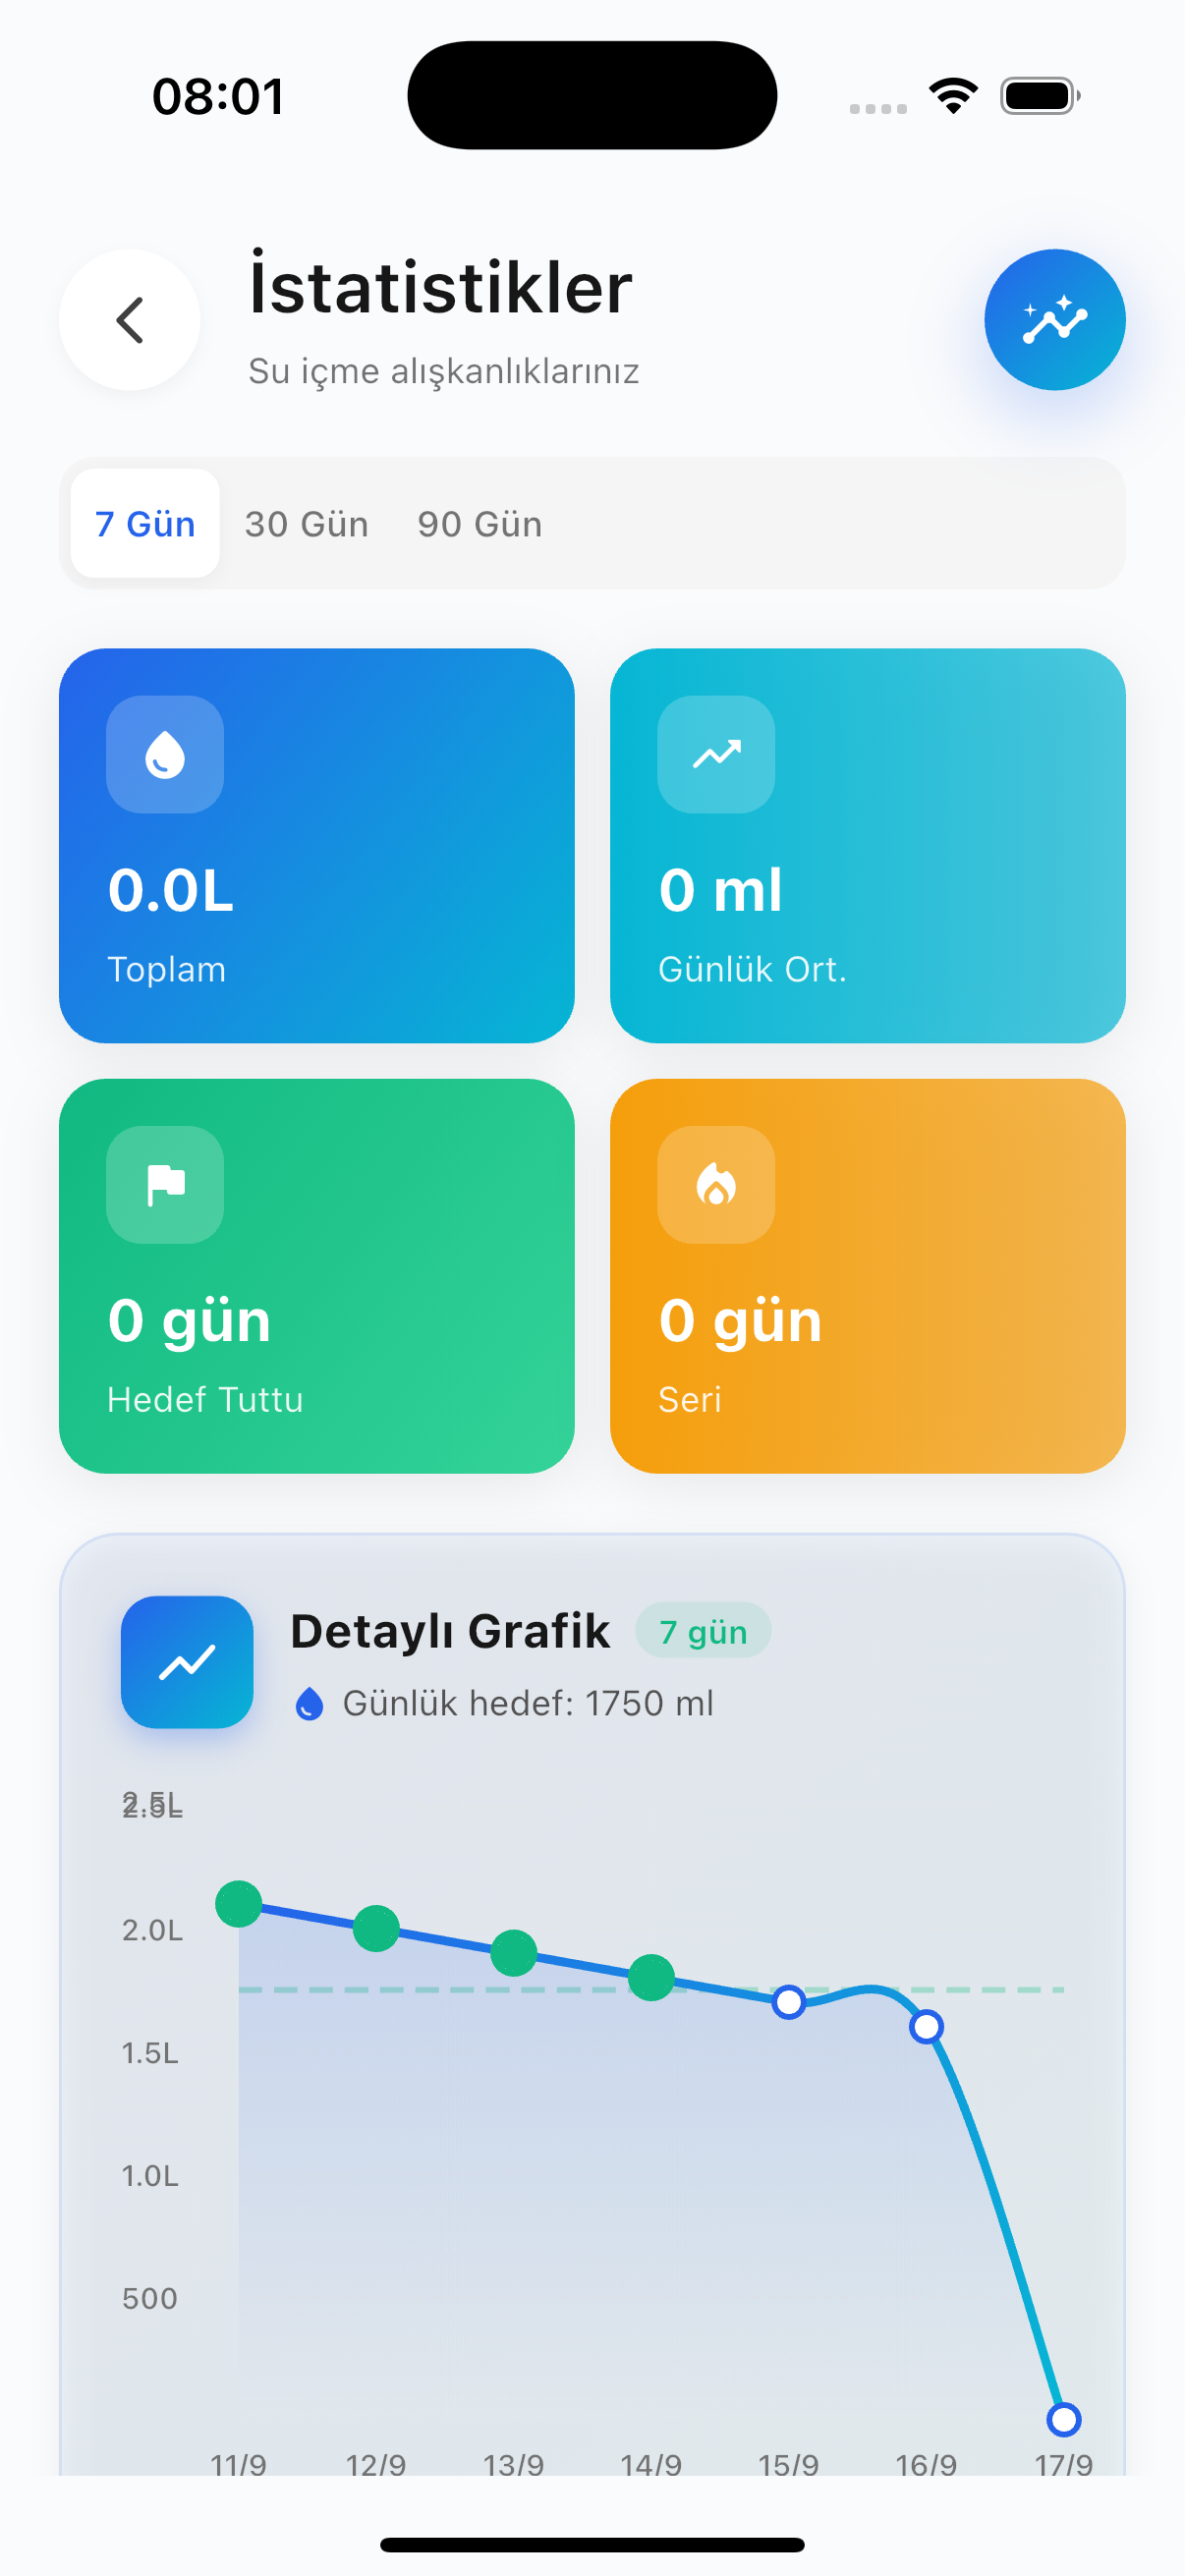 08:01
İstatistikler
Su içme alışkanlıklarınız
7 Gün
30 Gün
90 Gün
0.0L
Toplam
0 ml
Günlük Ort.
0 gün
Hedef Tuttu
0 gün
Seri
Detaylı Grafik
7 gün
Günlük hedef: 1750 ml
2.5L
2.0L
1.5L
1.0L
500
11/9
12/9
13/9
14/9
15/9
16/9
17/9